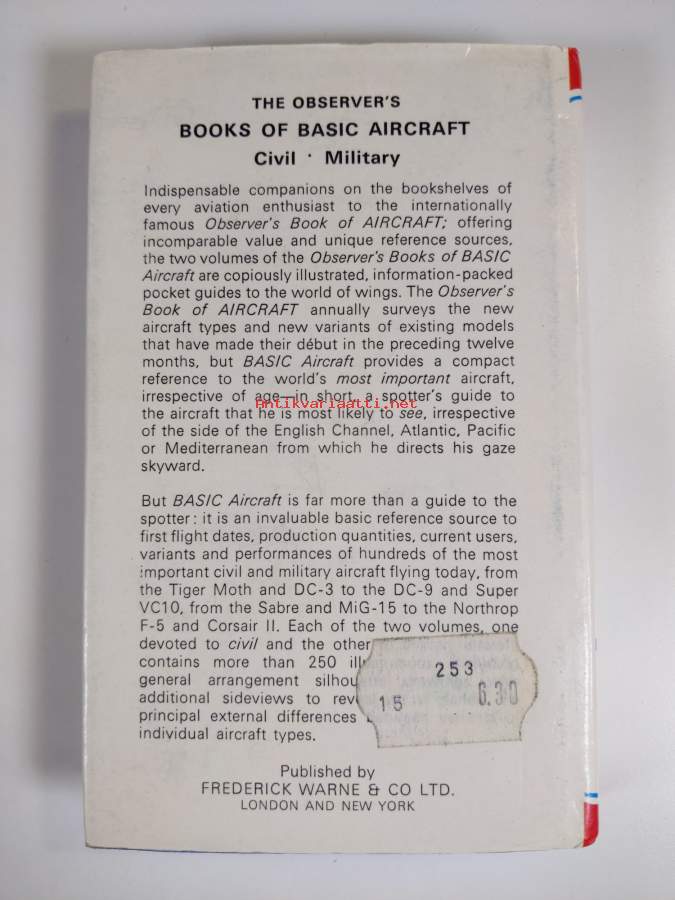 THE OBSERVER'S
BOOKS OF BASIC AIRCRAFT
Civil · Military
Indispensable companions on the bookshelves of
every aviation enthusiast to the internationally
famous Observer's Book of AIRCRAFT; offering
incomparable value and unique reference sources,
the two volumes of the Observer's Books of BASIC
Aircraft are copiously illustrated, information-packed
pocket guides to the world of wings. The Observer's
Book of AIRCRAFT annually surveys the new
aircraft types and new variants of existing models
that have made their début in the preceding twelve
months, but BASIC Aircraft provides a compact
reference to the world's most important aircraft,
irrespective of age—in short, a spotter's guide to
Antikvariaatti.net
the aircraft that he is most likely to see, irrespective
of the side of the English Channel, Atlantic, Pacific
or Mediterranean from which he directs his gaze
skyward.
But BASIC Aircraft is far more than a guide to the
spotter: it is an invaluable basic reference source to
first flight dates, production quantities, current users,
variants and performances of hundreds of the most
important civil and military aircraft flying today, from
the Tiger Moth and DC-3 to the DC-9 and Super
VC10, from the Sabre and MiG-15 to the Northrop
F-5 and Corsair II. Each of the two volumes, one
devoted to civil and the other
contains more than 250
general arrangement
additional sideviews to
principal external differences
individual aircraft types.
253
15 6.30
Published by
FREDERICK WARNE & CO LTD.
LONDON AND NEW YORK